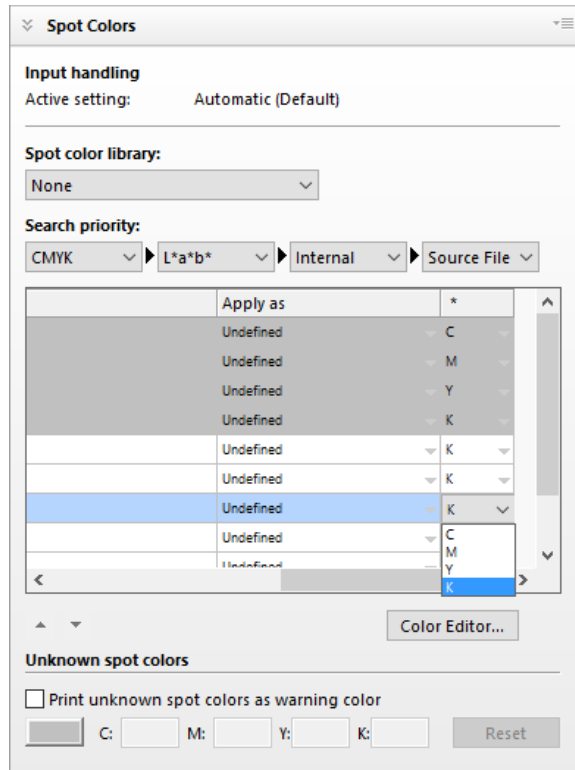 Spot Colors
Input handling
Active setting: Automatic (Default)
Spot color library:
None
Search priority:
CMYK L*a*b* Internal Source File
Apply as *
Undefined C
Undefined M
Undefined Y
Undefined K
Undefined K
Undefined K
Undefined K
Undefined C
M
Undefined Y
K
Color Editor...
Unknown spot colors
Print unknown spot colors as warning color
C: M: Y: K: Reset